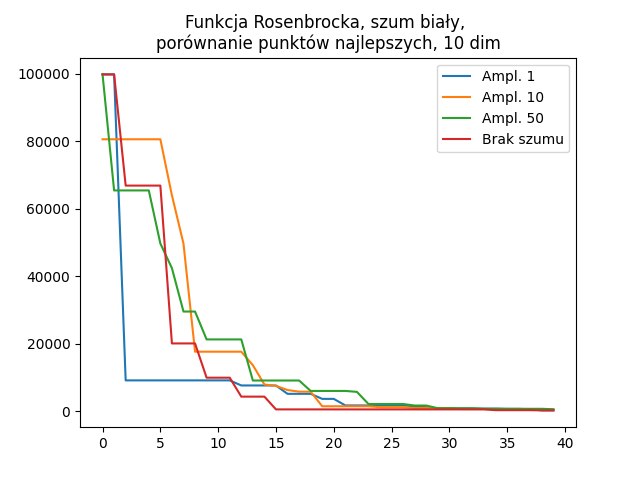 Funkcja Rosenbrocka, szum biały,
porównanie punktów najlepszych, 10 dim
Ampl. 1
Ampl. 10
Ampl. 50
Brak szumu
100000
80000
60000
40000
20000
0
0 5 10 15 20 25 30 35 40